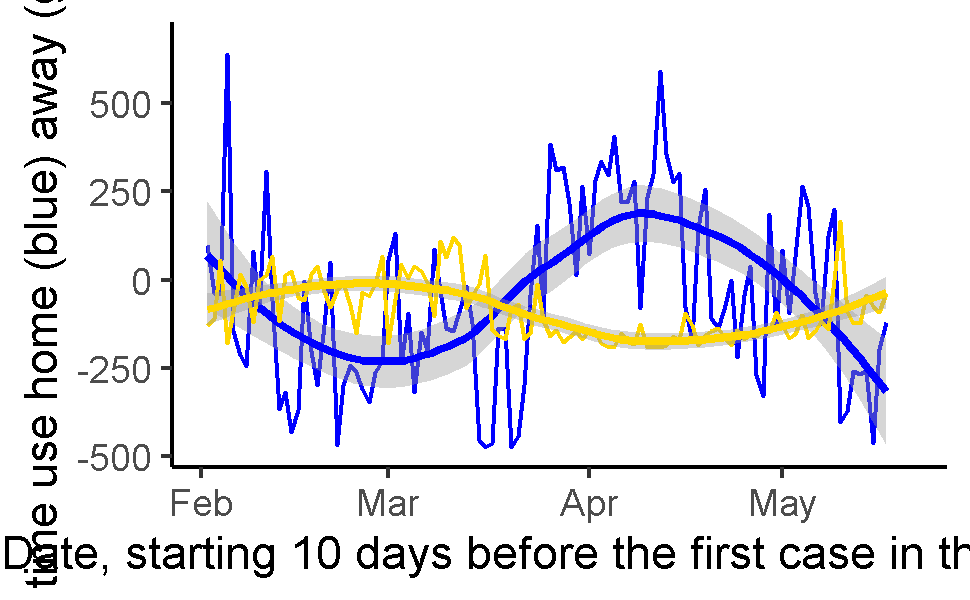 time use home (blue) away (
500
250
0
-250
-500
Feb
Mar
Apr
May
Date, starting 10 days before the first case in th